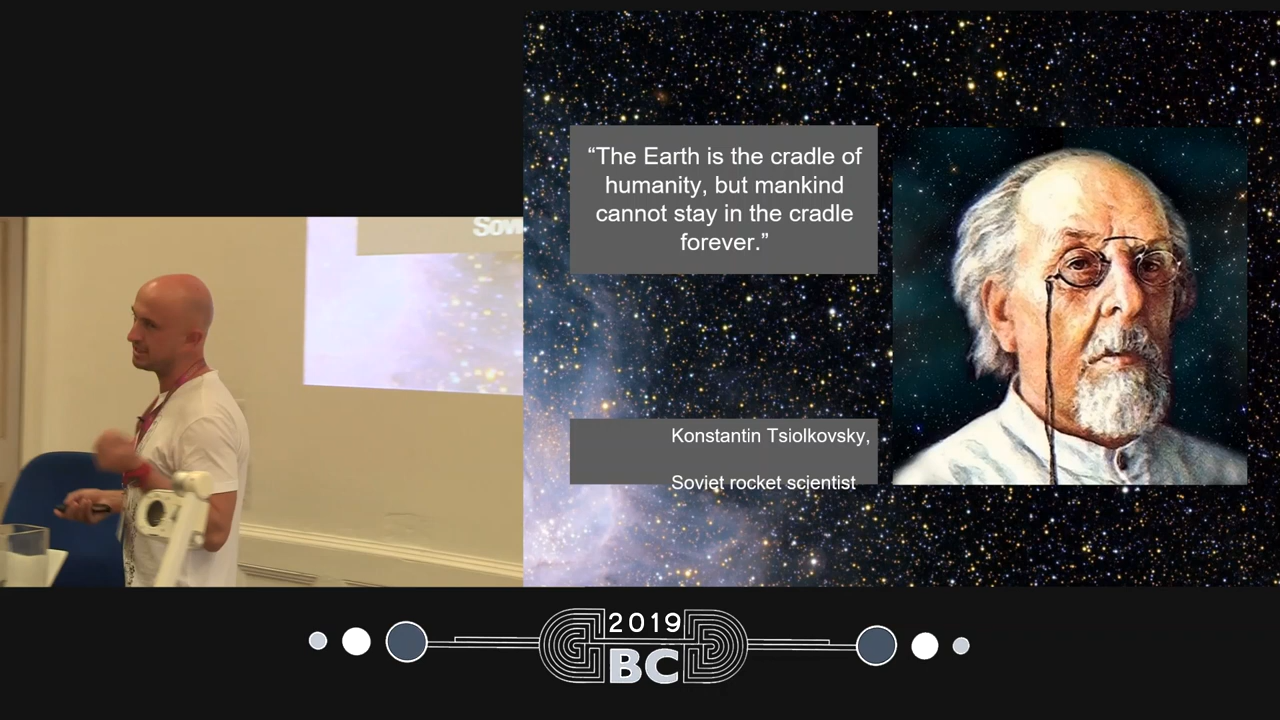 “The Earth is the cradle of
humanity, but mankind
cannot stay in the cradle
forever.”
Konstantin Tsiolkovsky,
Soviet rocket scientist
2019
BC